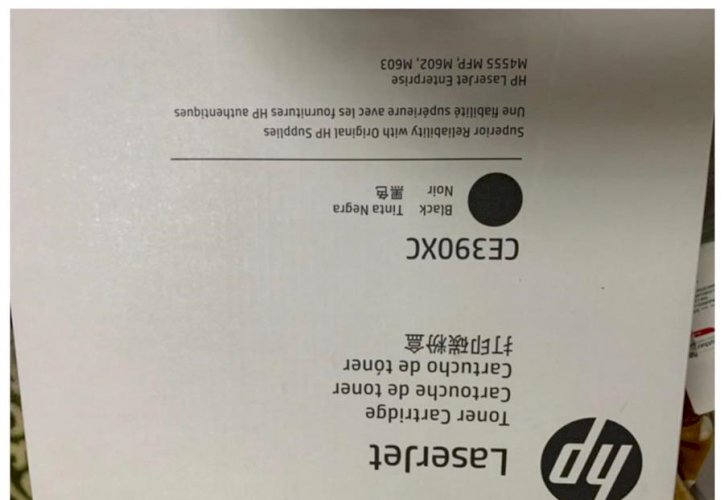 hp
LaserJet
Toner Cartridge
Cartouche de toner
Cartucho de tóner
打印碳粉盒
CE390XC
Black Tinta Negra
Noir 黑色
Superior Reliability with Original HP Supplies
Une fiabilité supérieure avec les fournitures HP authentiques
HP LaserJet Enterprise
M4555 MFP, M602, M603